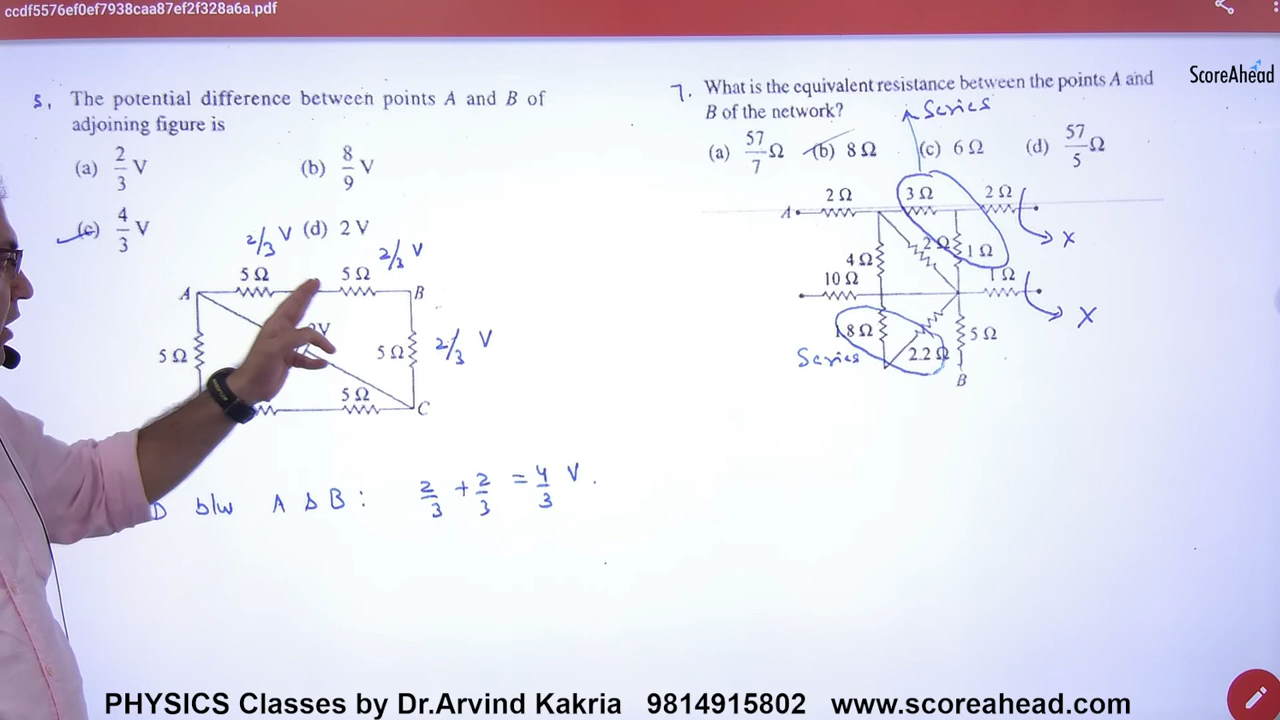 ccdf5576ef0ef7938caa87ef2f328a6a.pdf
ScoreAhead
5. The potential difference between points A and B of
adjoining figure is
(a) 2/3 V
(b) 8/9 V
(c) 4/3 V
(d) 2 V
2/3 V
2/3 V
5 Ω
5 Ω
A
B
2V
5 Ω
5 Ω
2/3 V
5 Ω
C
b/w A & B : 2/3 + 2/3 = 4/3 V.
7. What is the equivalent resistance between the points A and
B of the network?
Series
(a) 57/7 Ω
(b) 8 Ω
(c) 6 Ω
(d) 57/5 Ω
2 Ω
3 Ω
2 Ω
A
X
2 Ω
1 Ω
4 Ω
10 Ω
1 Ω
X
8 Ω
5 Ω
Series
2.2 Ω
B
PHYSICS Classes by Dr.Arvind Kakria 9814915802 www.scoreahead.com